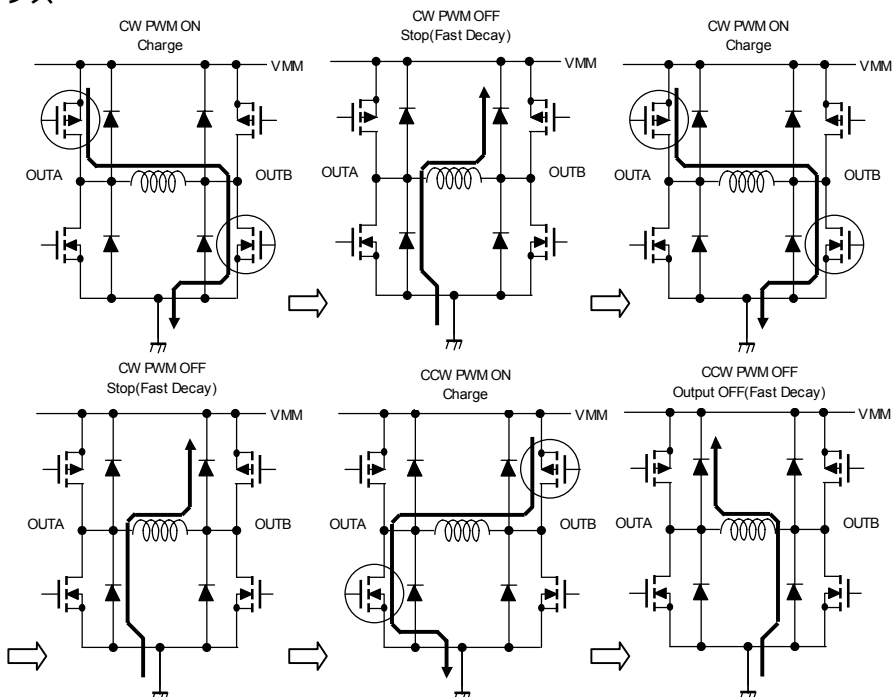 CW PWM ON
Charge
VMM
OUTA
OUTB
CW PWM OFF
Stop(Fast Decay)
VMM
OUTA
OUTB
CW PWM ON
Charge
VMM
OUTA
OUTB
CW PWM OFF
Stop(Fast Decay)
VMM
OUTA
OUTB
CCW PWM ON
Charge
VMM
OUTA
OUTB
CCW PWM OFF
Output OFF(Fast Decay)
VMM
OUTA
OUTB